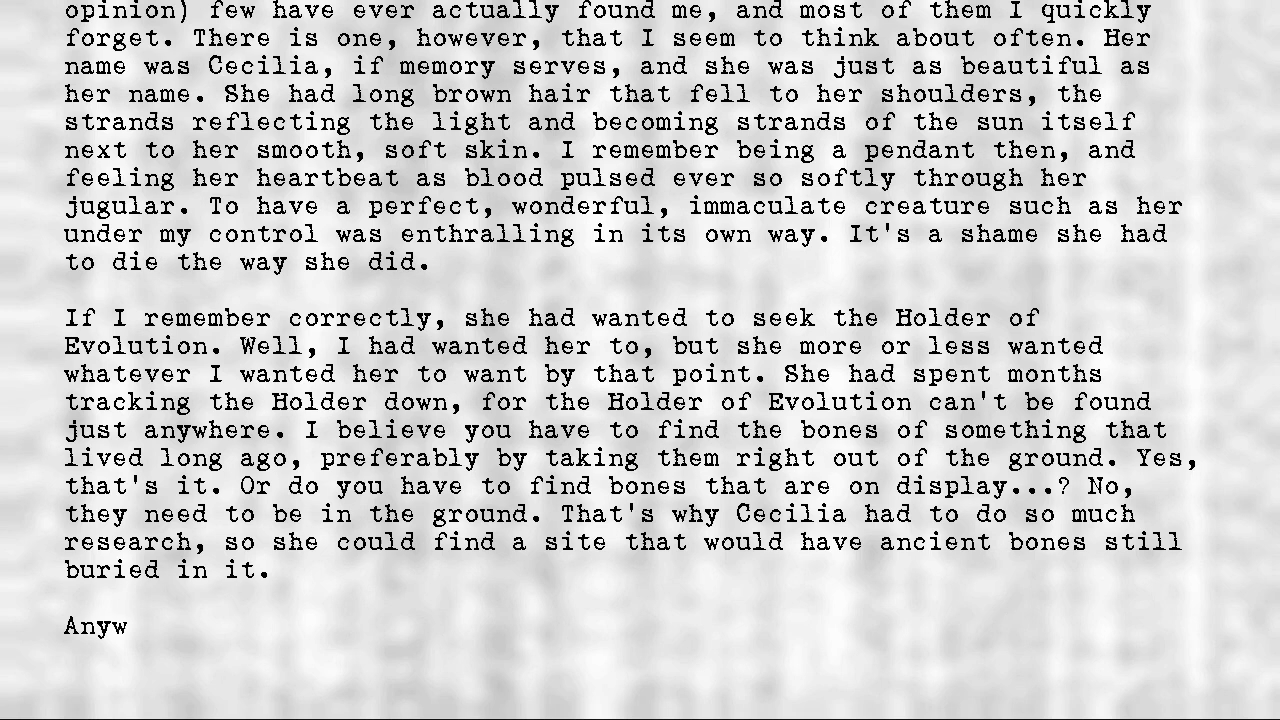 opinion) few have ever actually found me, and most of them I quickly
forget. There is one, however, that I seem to think about often. Her
name was Cecilia, if memory serves, and she was just as beautiful as
her name. She had long brown hair that fell to her shoulders, the
strands reflecting the light and becoming strands of the sun itself
next to her smooth, soft skin. I remember being a pendant then, and
feeling her heartbeat as blood pulsed ever so softly through her
jugular. To have a perfect, wonderful, immaculate creature such as her
under my control was enthralling in its own way. It's a shame she had
to die the way she did.

If I remember correctly, she had wanted to seek the Holder of
Evolution. Well, I had wanted her to, but she more or less wanted
whatever I wanted her to want by that point. She had spent months
tracking the Holder down, for the Holder of Evolution can't be found
just anywhere. I believe you have to find the bones of something that
lived long ago, preferably by taking them right out of the ground. Yes,
that's it. Or do you have to find bones that are on display...? No,
they need to be in the ground. That's why Cecilia had to do so much
research, so she could find a site that would have ancient bones still
buried in it.

Anyw